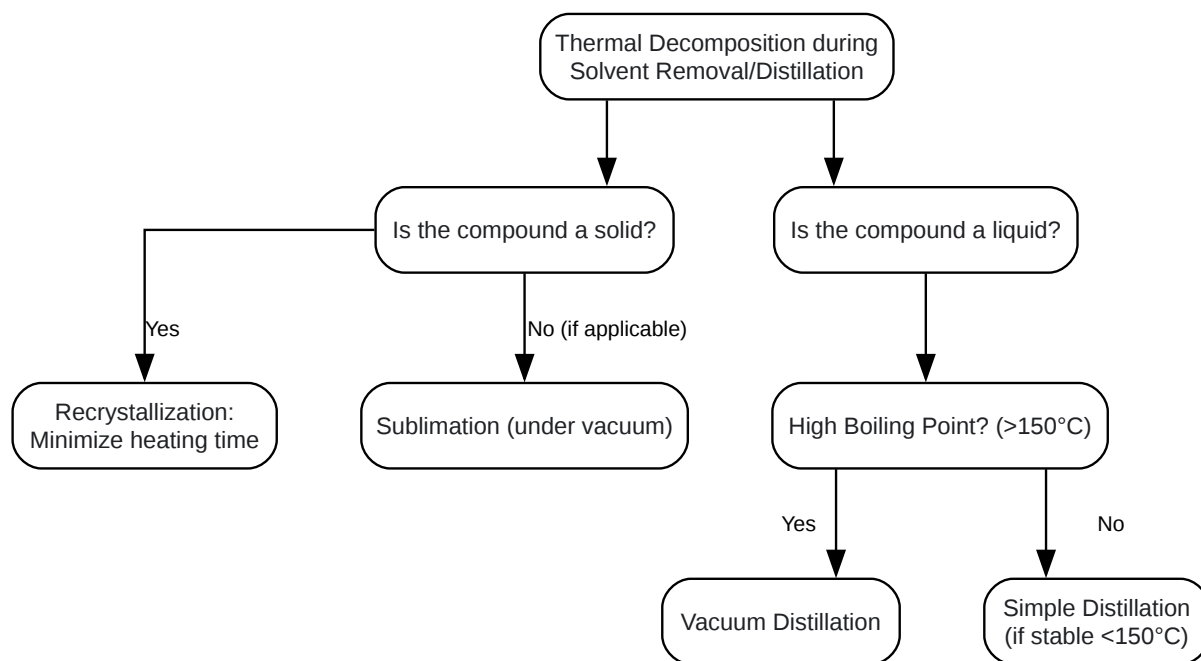 Thermal Decomposition during
Solvent Removal/Distillation
Is the compound a solid?
Is the compound a liquid?
Yes
No (if applicable)
Recrystallization:
Minimize heating time
Sublimation (under vacuum)
High Boiling Point? (>150°C)
Yes
No
Vacuum Distillation
Simple Distillation
(if stable <150°C)